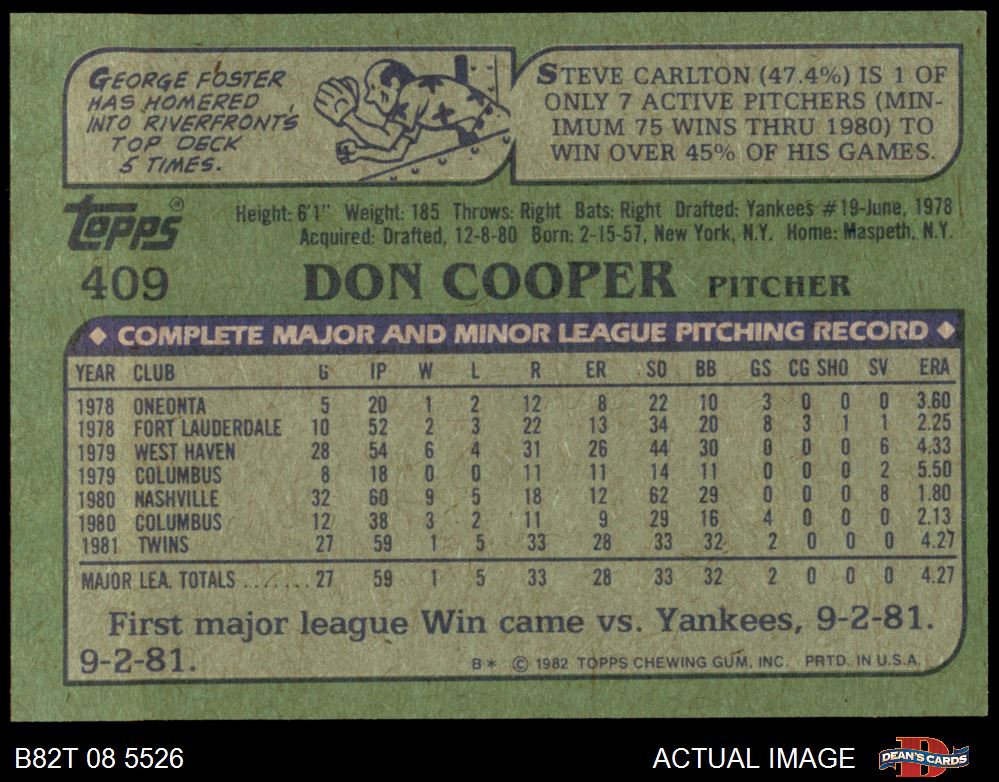 GEORGE FOSTER
HAS HOMERED
INTO RIVERFRONT'S
TOP DECK
5 TIMES.
STEVE CARLTON (47.4%) IS 1 OF
ONLY 7 ACTIVE PITCHERS (MIN-
IMUM 75 WINS THRU 1980) TO
WIN OVER 45% OF HIS GAMES.
Topps®
Height: 6'1" Weight: 185 Throws: Right Bats: Right Drafted: Yankees #19-June, 1978
Acquired: Drafted, 12-8-80 Born: 2-15-57, New York, N.Y. Home: Maspeth, N.Y.
409 DON COOPER PITCHER
COMPLETE MAJOR AND MINOR LEAGUE PITCHING RECORD
YEAR CLUB G IP W L R ER SO BB GS CG SHO SV ERA
1978 ONEONTA 5 20 1 2 12 8 22 10 3 0 0 0 3.60
1978 FORT LAUDERDALE 10 52 2 3 22 13 34 20 8 3 1 1 2.25
1979 WEST HAVEN 28 54 6 4 31 26 44 30 0 0 0 6 4.33
1979 COLUMBUS 8 18 0 0 11 11 14 11 0 0 0 2 5.50
1980 NASHVILLE 32 60 9 5 18 12 62 29 0 0 0 8 1.80
1980 COLUMBUS 12 38 3 2 11 9 29 16 4 0 0 0 2.13
1981 TWINS 27 59 1 5 33 28 33 32 2 0 0 0 4.27
MAJOR LEA. TOTALS ....... 27 59 1 5 33 28 33 32 2 0 0 0 4.27
First major league Win came vs. Yankees, 9-2-81.
9-2-81.
B* © 1982 TOPPS CHEWING GUM, INC. PRTD. IN U.S.A.
B82T 08 5526
ACTUAL IMAGE
DEAN'S CARDS